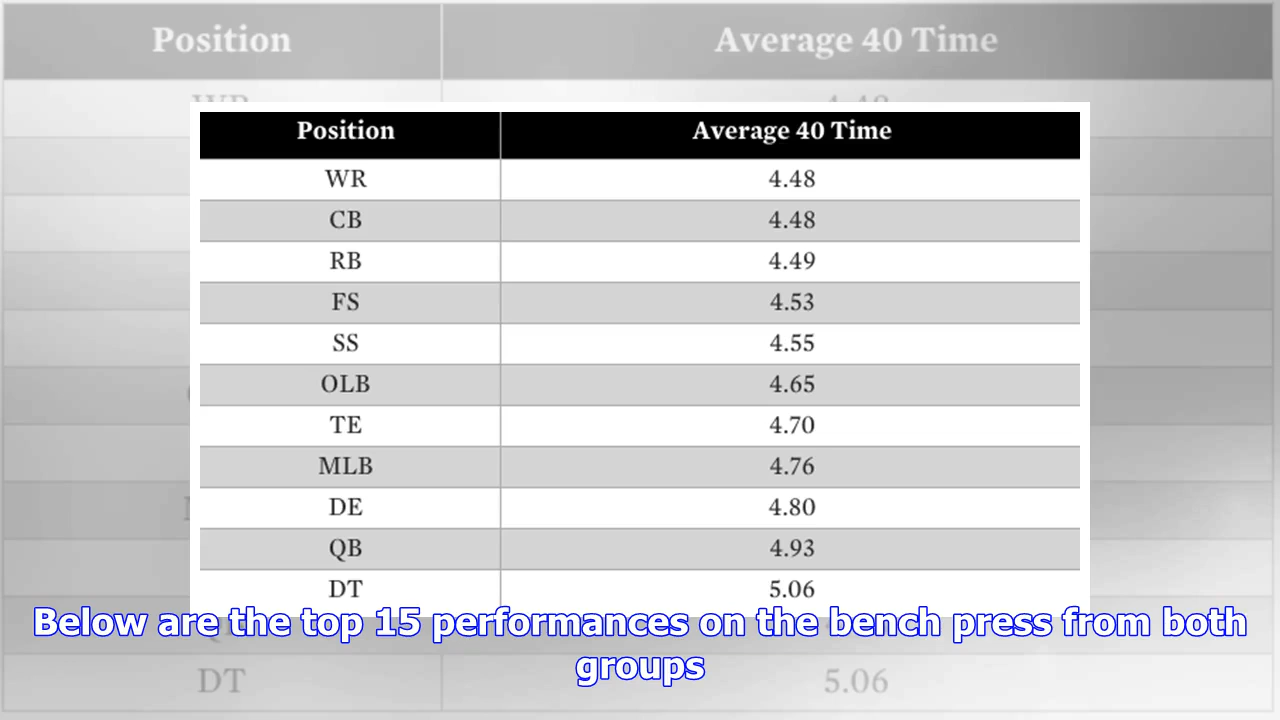 Position Average 40 Time
Position Average 40 Time
WR 4.48
CB 4.48
RB 4.49
FS 4.53
SS 4.55
OLB 4.65
TE 4.70
MLB 4.76
DE 4.80
QB 4.93
DT 5.06
Below are the top 15 performances on the bench press from both
groups
DT 5.06